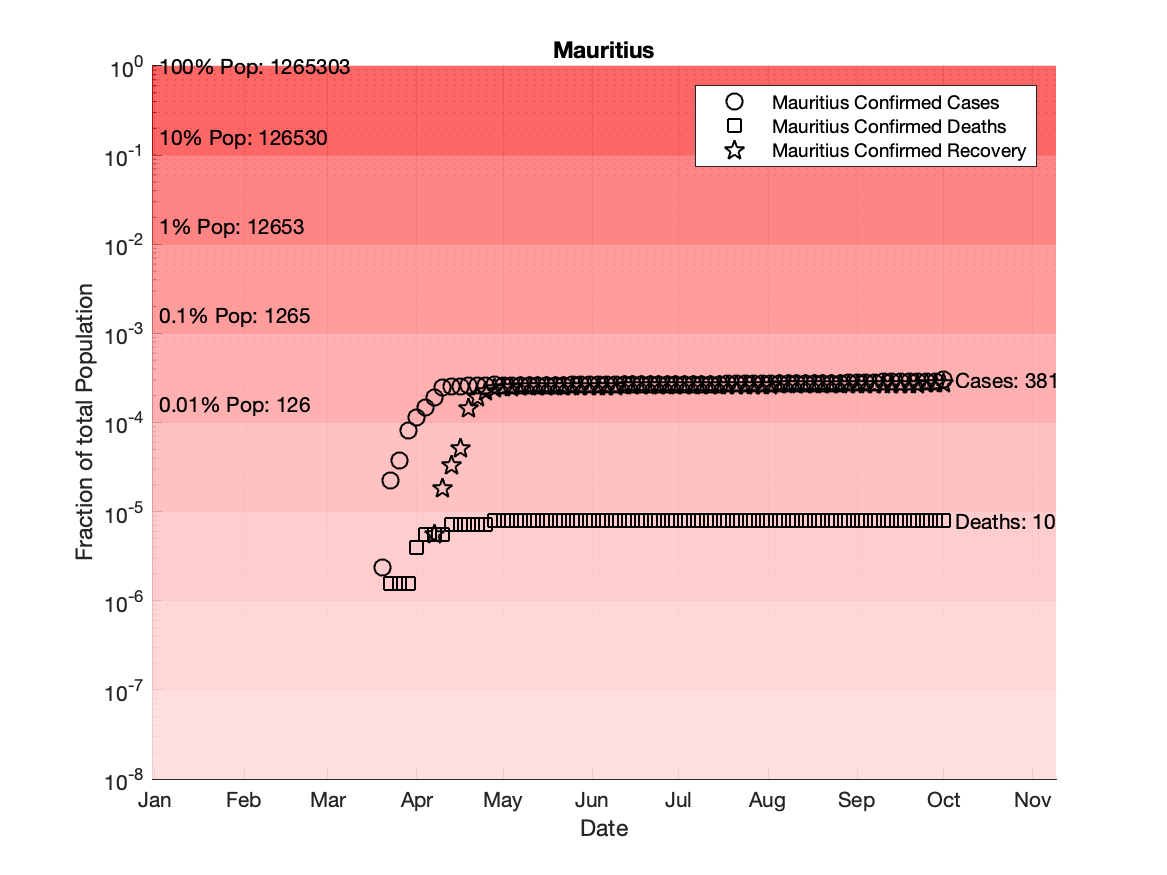 Mauritius
10^0
100% Pop: 1265303
Mauritius Confirmed Cases
Mauritius Confirmed Deaths
Mauritius Confirmed Recovery
10% Pop: 126530
10^-1
1% Pop: 12653
10^-2
0.1% Pop: 1265
10^-3
Cases: 381
0.01% Pop: 126
10^-4
10^-5
Deaths: 10
10^-6
10^-7
10^-8
Fraction of total Population
Jan Feb Mar Apr May Jun Jul Aug Sep Oct Nov
Date